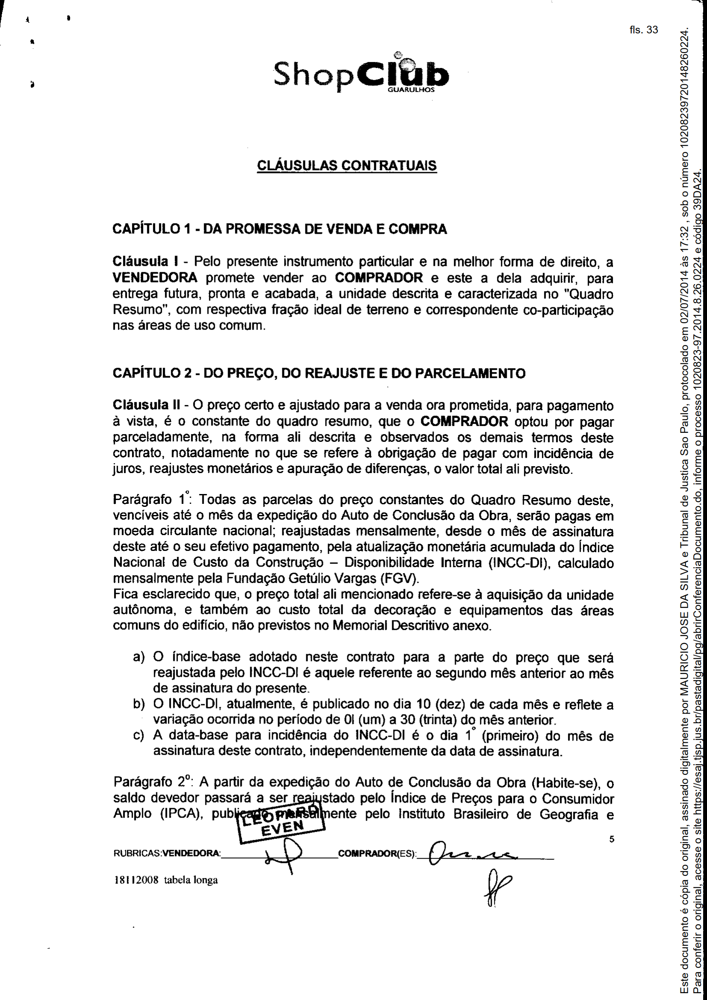 fls. 33
ShopClub
GUARULHOS
CLÁUSULAS CONTRATUAIS
CAPÍTULO 1 - DA PROMESSA DE VENDA E COMPRA
Cláusula I - Pelo presente instrumento particular e na melhor forma de direito, a
VENDEDORA promete vender ao COMPRADOR e este a dela adquirir, para
entrega futura, pronta e acabada, a unidade descrita e caracterizada no "Quadro
Resumo", com respectiva fração ideal de terreno e correspondente co-participação
nas áreas de uso comum.
CAPÍTULO 2 - DO PREÇO, DO REAJUSTE E DO PARCELAMENTO
Cláusula II - O preço certo e ajustado para a venda ora prometida, para pagamento
à vista, é o constante do quadro resumo, que o COMPRADOR optou por pagar
parceladamente, na forma ali descrita e observados os demais termos deste
contrato, notadamente no que se refere à obrigação de pagar com incidência de
juros, reajustes monetários e apuração de diferenças, o valor total ali previsto.
Parágrafo 1º: Todas as parcelas do preço constantes do Quadro Resumo deste,
vencíveis até o mês da expedição do Auto de Conclusão da Obra, serão pagas em
moeda circulante nacional; reajustadas mensalmente, desde o mês de assinatura
deste até o seu efetivo pagamento, pela atualização monetária acumulada do Índice
Nacional de Custo da Construção – Disponibilidade Interna (INCC-DI), calculado
mensalmente pela Fundação Getúlio Vargas (FGV).
Fica esclarecido que, o preço total ali mencionado refere-se à aquisição da unidade
autônoma, e também ao custo total da decoração e equipamentos das áreas
comuns do edifício, não previstos no Memorial Descritivo anexo.
a) O índice-base adotado neste contrato para a parte do preço que será
reajustada pelo INCC-DI é aquele referente ao segundo mês anterior ao mês
de assinatura do presente.
b) O INCC-DI, atualmente, é publicado no dia 10 (dez) de cada mês e reflete a
variação ocorrida no período de 0l (um) a 30 (trinta) do mês anterior.
c) A data-base para incidência do INCC-DI é o dia 1º (primeiro) do mês de
assinatura deste contrato, independentemente da data de assinatura.
Parágrafo 2º: A partir da expedição do Auto de Conclusão da Obra (Habite-se), o
saldo devedor passará a ser reajustado pelo Índice de Preços para o Consumidor
Amplo (IPCA), publicado mensalmente pelo Instituto Brasileiro de Geografia e
LEOPARD
EVEN
5
RUBRICAS:VENDEDORA: COMPRADOR(ES):
18112008 tabela longa
Este documento é cópia do original, assinado digitalmente por MAURICIO JOSE DA SILVA e Tribunal de Justica Sao Paulo, protocolado em 02/07/2014 às 17:32 , sob o número 10208239720148260224.
Para conferir o original, acesse o site https://esaj.tjsp.jus.br/pastadigital/pg/abrirConferenciaDocumento.do, informe o processo 1020823-97.2014.8.26.0224 e código 39DA24.